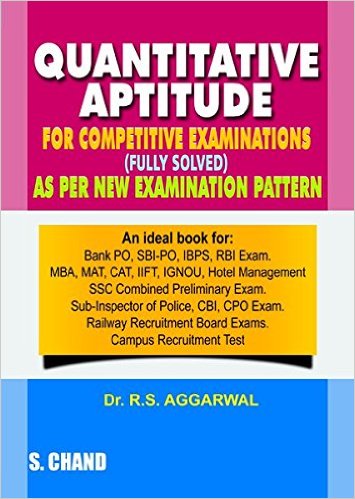 QUANTITATIVE
APTITUDE
FOR COMPETITIVE EXAMINATIONS
(FULLY SOLVED)
AS PER NEW EXAMINATION PATTERN
An ideal book for:
Bank PO, SBI-PO, IBPS, RBI Exam.
MBA, MAT, CAT, IIFT, IGNOU, Hotel Management
SSC Combined Preliminary Exam.
Sub-Inspector of Police, CBI, CPO Exam.
Railway Recruitment Board Exams.
Campus Recruitment Test
Dr. R.S. AGGARWAL
S. CHAND